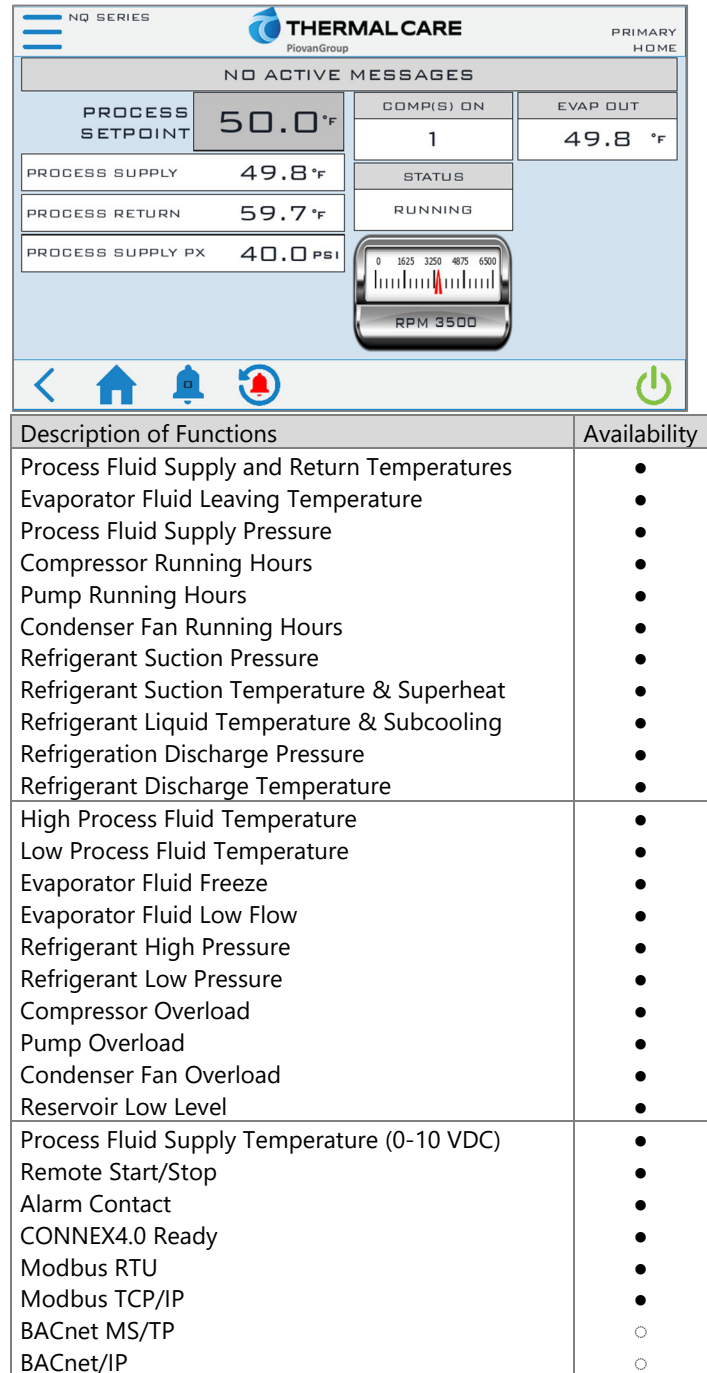 NQ SERIES
THERMALCARE
PiovanGroup
PRIMARY
HOME
NO ACTIVE MESSAGES
PROCESS
SETPOINT
50.0°F
COMP(S) ON
1
EVAP OUT
49.8 °F
PROCESS SUPPLY 49.8°F
PROCESS RETURN 59.7°F
PROCESS SUPPLY PX 40.0 PSI
STATUS
RUNNING
0 1625 3250 4875 6500
RPM 3500
0
Description of Functions Availability
Process Fluid Supply and Return Temperatures ●
Evaporator Fluid Leaving Temperature ●
Process Fluid Supply Pressure ●
Compressor Running Hours ●
Pump Running Hours ●
Condenser Fan Running Hours ●
Refrigerant Suction Pressure ●
Refrigerant Suction Temperature & Superheat ●
Refrigerant Liquid Temperature & Subcooling ●
Refrigeration Discharge Pressure ●
Refrigerant Discharge Temperature ●
High Process Fluid Temperature ●
Low Process Fluid Temperature ●
Evaporator Fluid Freeze ●
Evaporator Fluid Low Flow ●
Refrigerant High Pressure ●
Refrigerant Low Pressure ●
Compressor Overload ●
Pump Overload ●
Condenser Fan Overload ●
Reservoir Low Level ●
Process Fluid Supply Temperature (0-10 VDC) ●
Remote Start/Stop ●
Alarm Contact ●
CONNEX4.0 Ready ●
Modbus RTU ●
Modbus TCP/IP ●
BACnet MS/TP ◌
BACnet/IP ◌